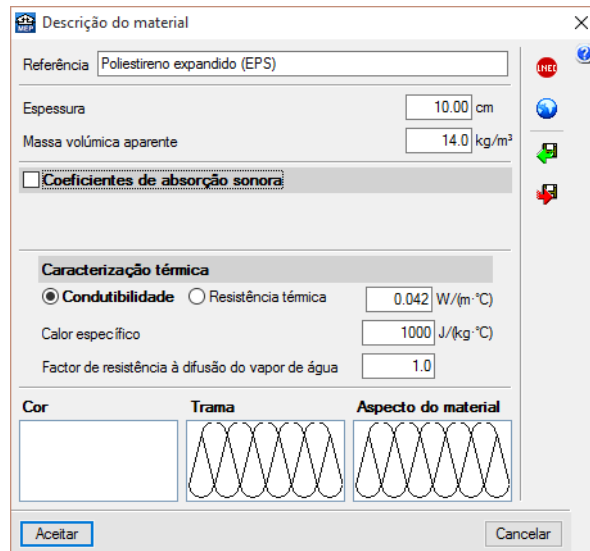 MEP Descrição do material
Referência Poliestireno expandido (EPS)
LNEC
Espessura 10.00 cm
Massa volúmica aparente 14.0 kg/m³
Coeficientes de absorção sonora
Caracterização térmica
Condutibilidade Resistência térmica 0.042 W/(m·°C)
Calor específico 1000 J/(kg·°C)
Factor de resistência à difusão do vapor de água 1.0
Cor Trama Aspecto do material
Aceitar Cancelar